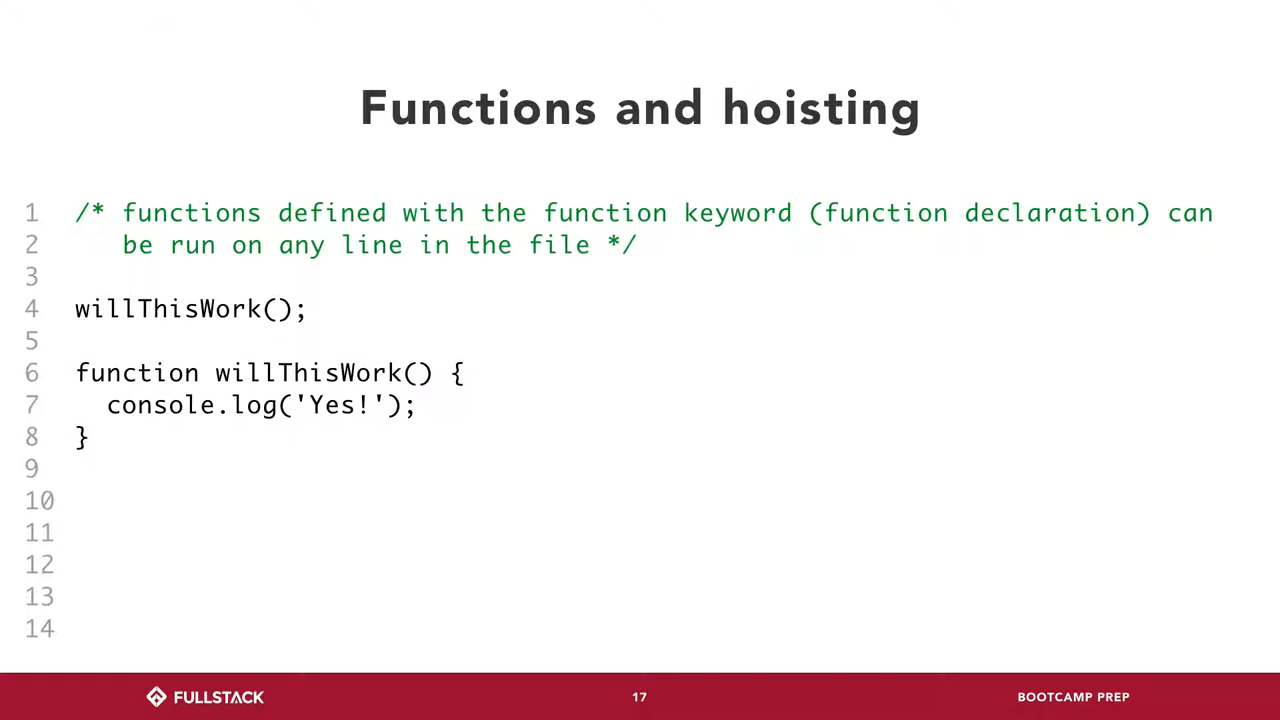 Functions and hoisting
1 /* functions defined with the function keyword (function declaration) can
2 be run on any line in the file */
3
4 willThisWork();
5
6 function willThisWork() {
7 console.log('Yes!');
8 }
9
10
11
12
13
14
FULLSTACK 17 BOOTCAMP PREP